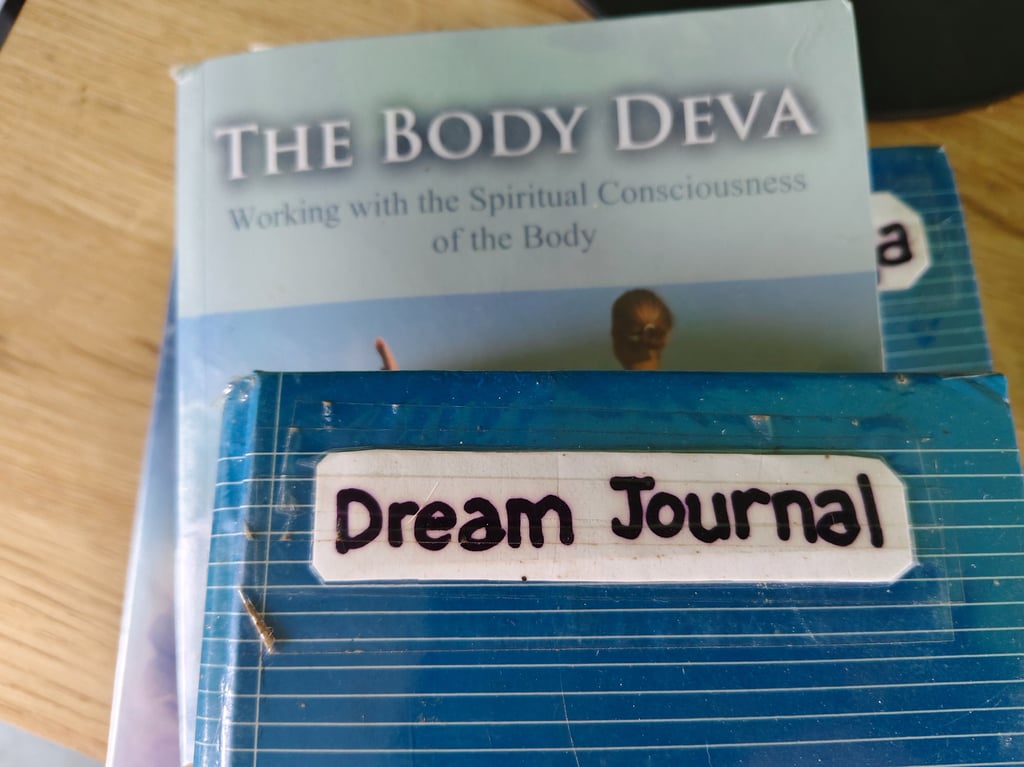 THE BODY DEVA
Working with the Spiritual Consciousness
of the Body
a
Dream Journal